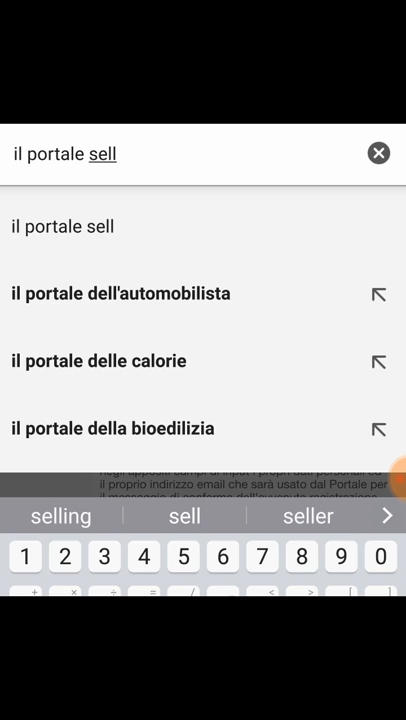 il portale sell
il portale sell
il portale dell'automobilista
il portale delle calorie
il portale della bioedilizia
negli appositi campi di input i propri dati personali ed
il proprio indirizzo email che sarà usato dal Portale per
il messaggio di conferma dell'avvenuta registrazione
selling sell seller
1 2 3 4 5 6 7 8 9 0
+ × ÷ = / _ < > [ ]